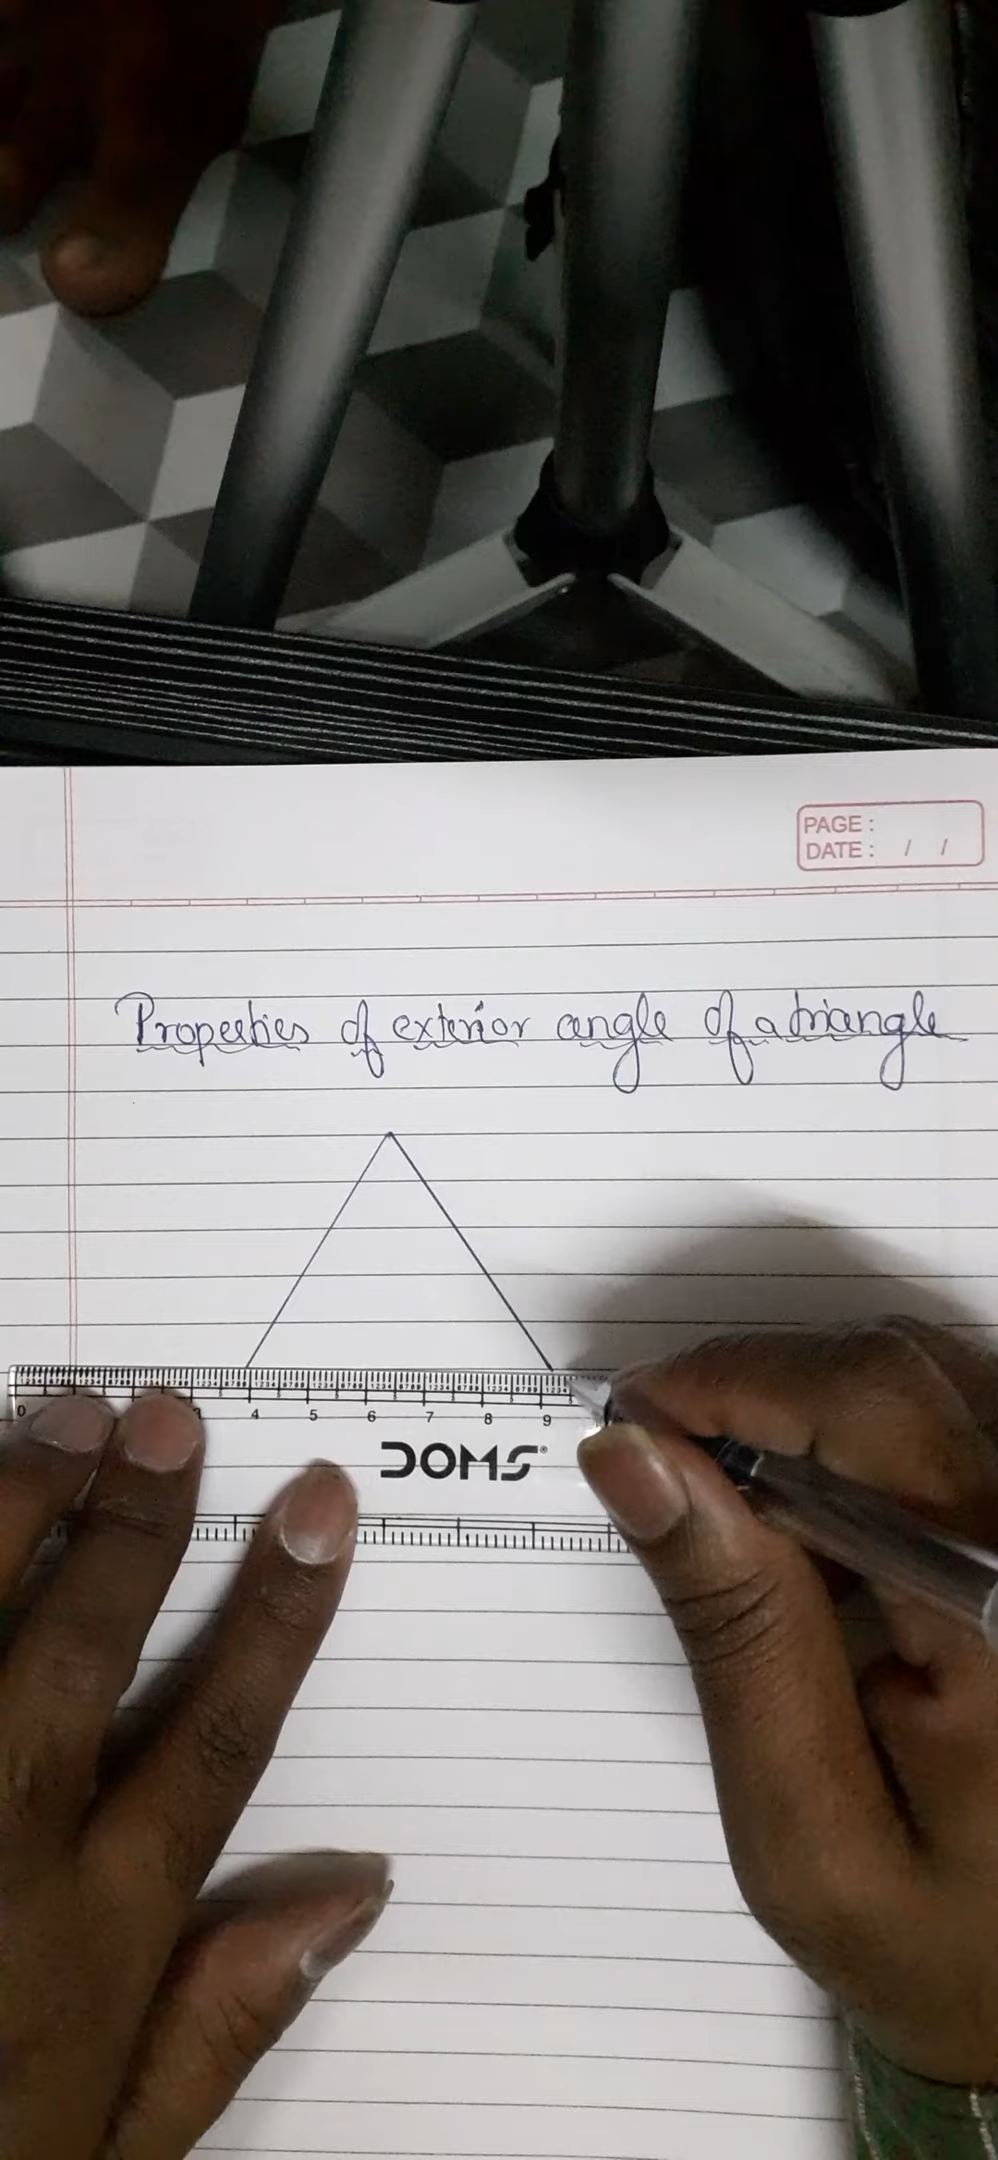 PAGE :
DATE : / /
Properties of exterior angle of a triangle
0 4 5 6 7 8 9
DOMS®